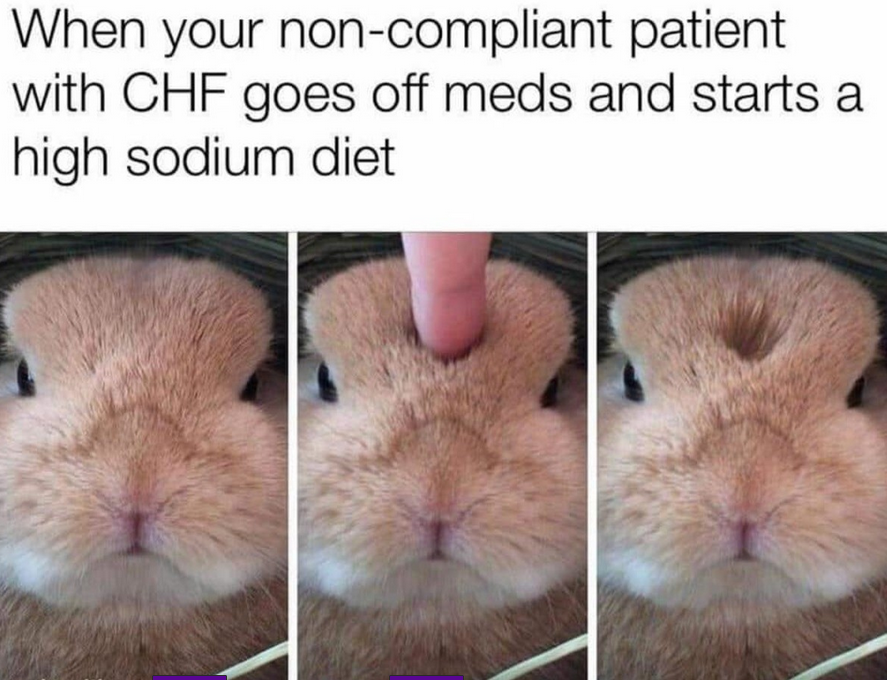 When your non-compliant patient
with CHF goes off meds and starts a
high sodium diet